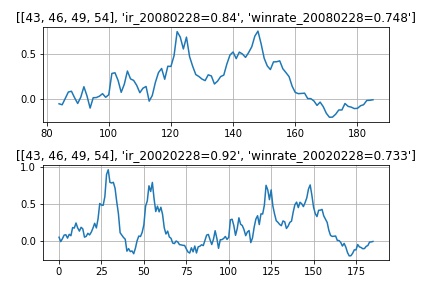 [[43, 46, 49, 54], 'ir_20080228=0.84', 'winrate_20080228=0.748']
0.5
0.0
80 100 120 140 160 180
[[43, 46, 49, 54], 'ir_20020228=0.92', 'winrate_20020228=0.733']
1.0
0.5
0.0
0 25 50 75 100 125 150 175